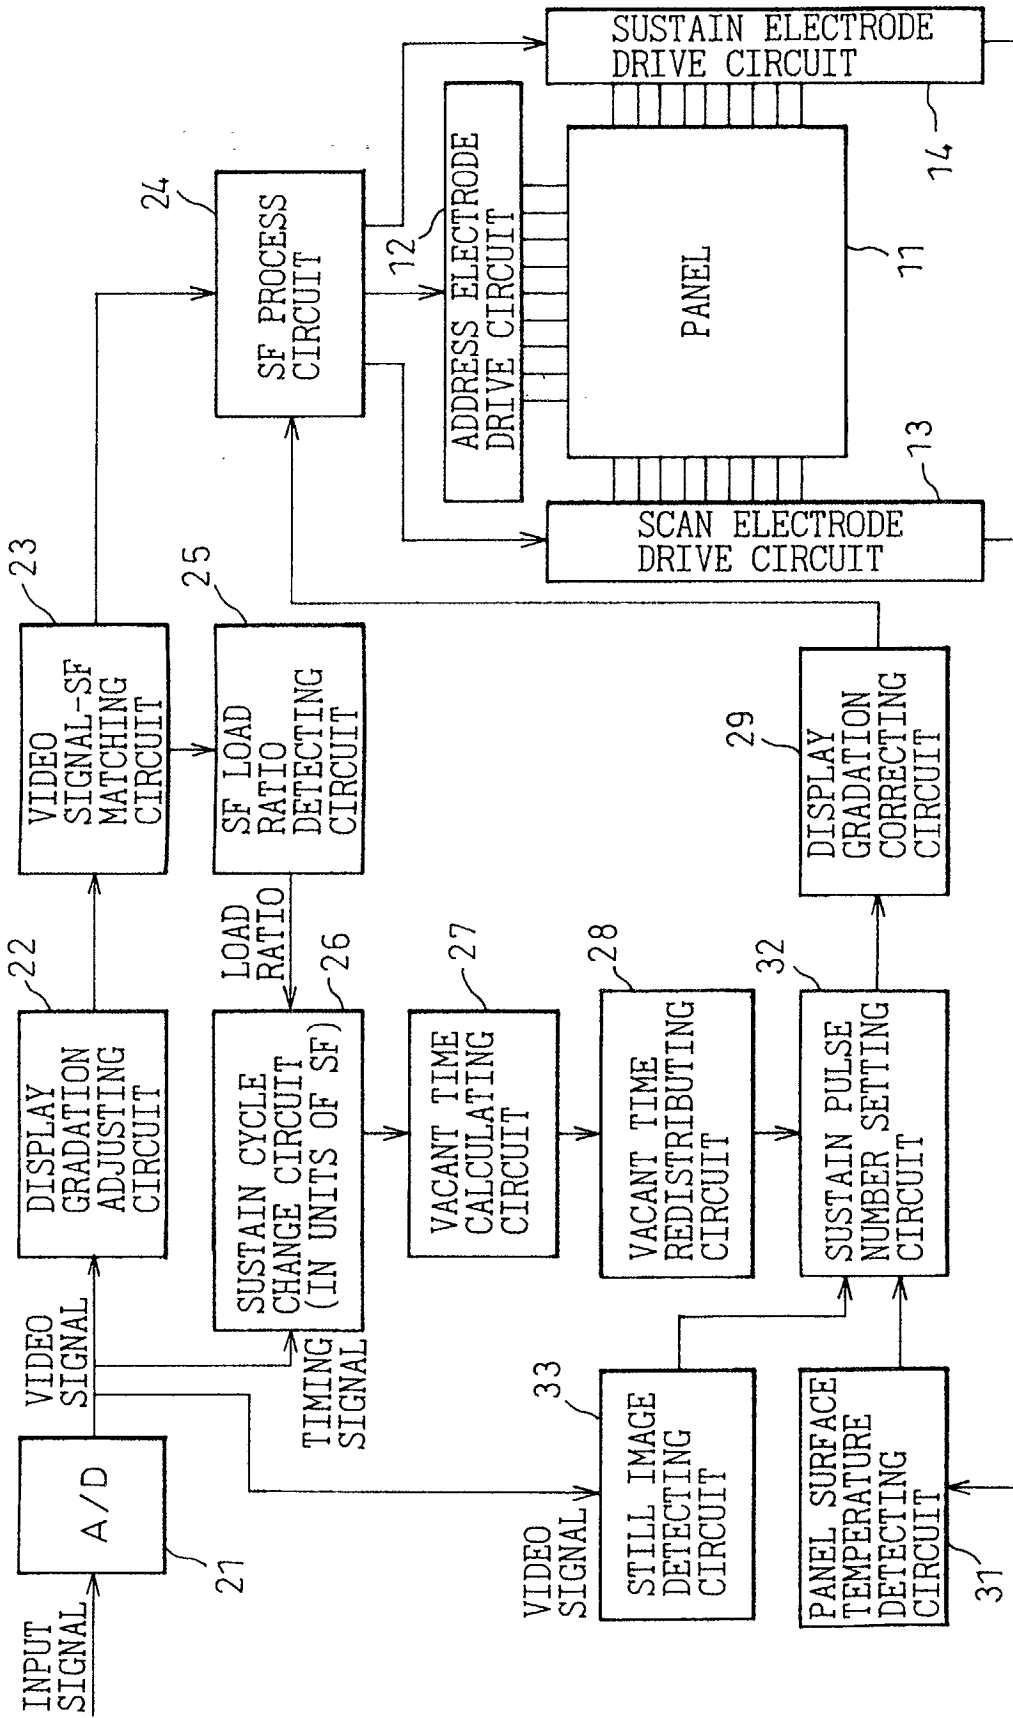 INPUT
SIGNAL
A/D
21
VIDEO
SIGNAL
DISPLAY
GRADATION
ADJUSTING
CIRCUIT
22
VIDEO
SIGNAL-SF
MATCHING
CIRCUIT
23
SF PROCESS
CIRCUIT
24
TIMING
SIGNAL
SUSTAIN CYCLE
CHANGE CIRCUIT
(IN UNITS OF SF)
26
LOAD
RATIO
SF LOAD
RATIO
DETECTING
CIRCUIT
25
VACANT TIME
CALCULATING
CIRCUIT
27
ADDRESS ELECTRODE
DRIVE CIRCUIT
12
VIDEO
SIGNAL
STILL IMAGE
DETECTING
CIRCUIT
33
VACANT TIME
REDISTRIBUTING
CIRCUIT
28
SCAN ELECTRODE
DRIVE CIRCUIT
13
PANEL
11
SUSTAIN ELECTRODE
DRIVE CIRCUIT
14
PANEL SURFACE
TEMPERATURE
DETECTING
CIRCUIT
31
SUSTAIN PULSE
NUMBER SETTING
CIRCUIT
32
DISPLAY
GRADATION
CORRECTING
CIRCUIT
29